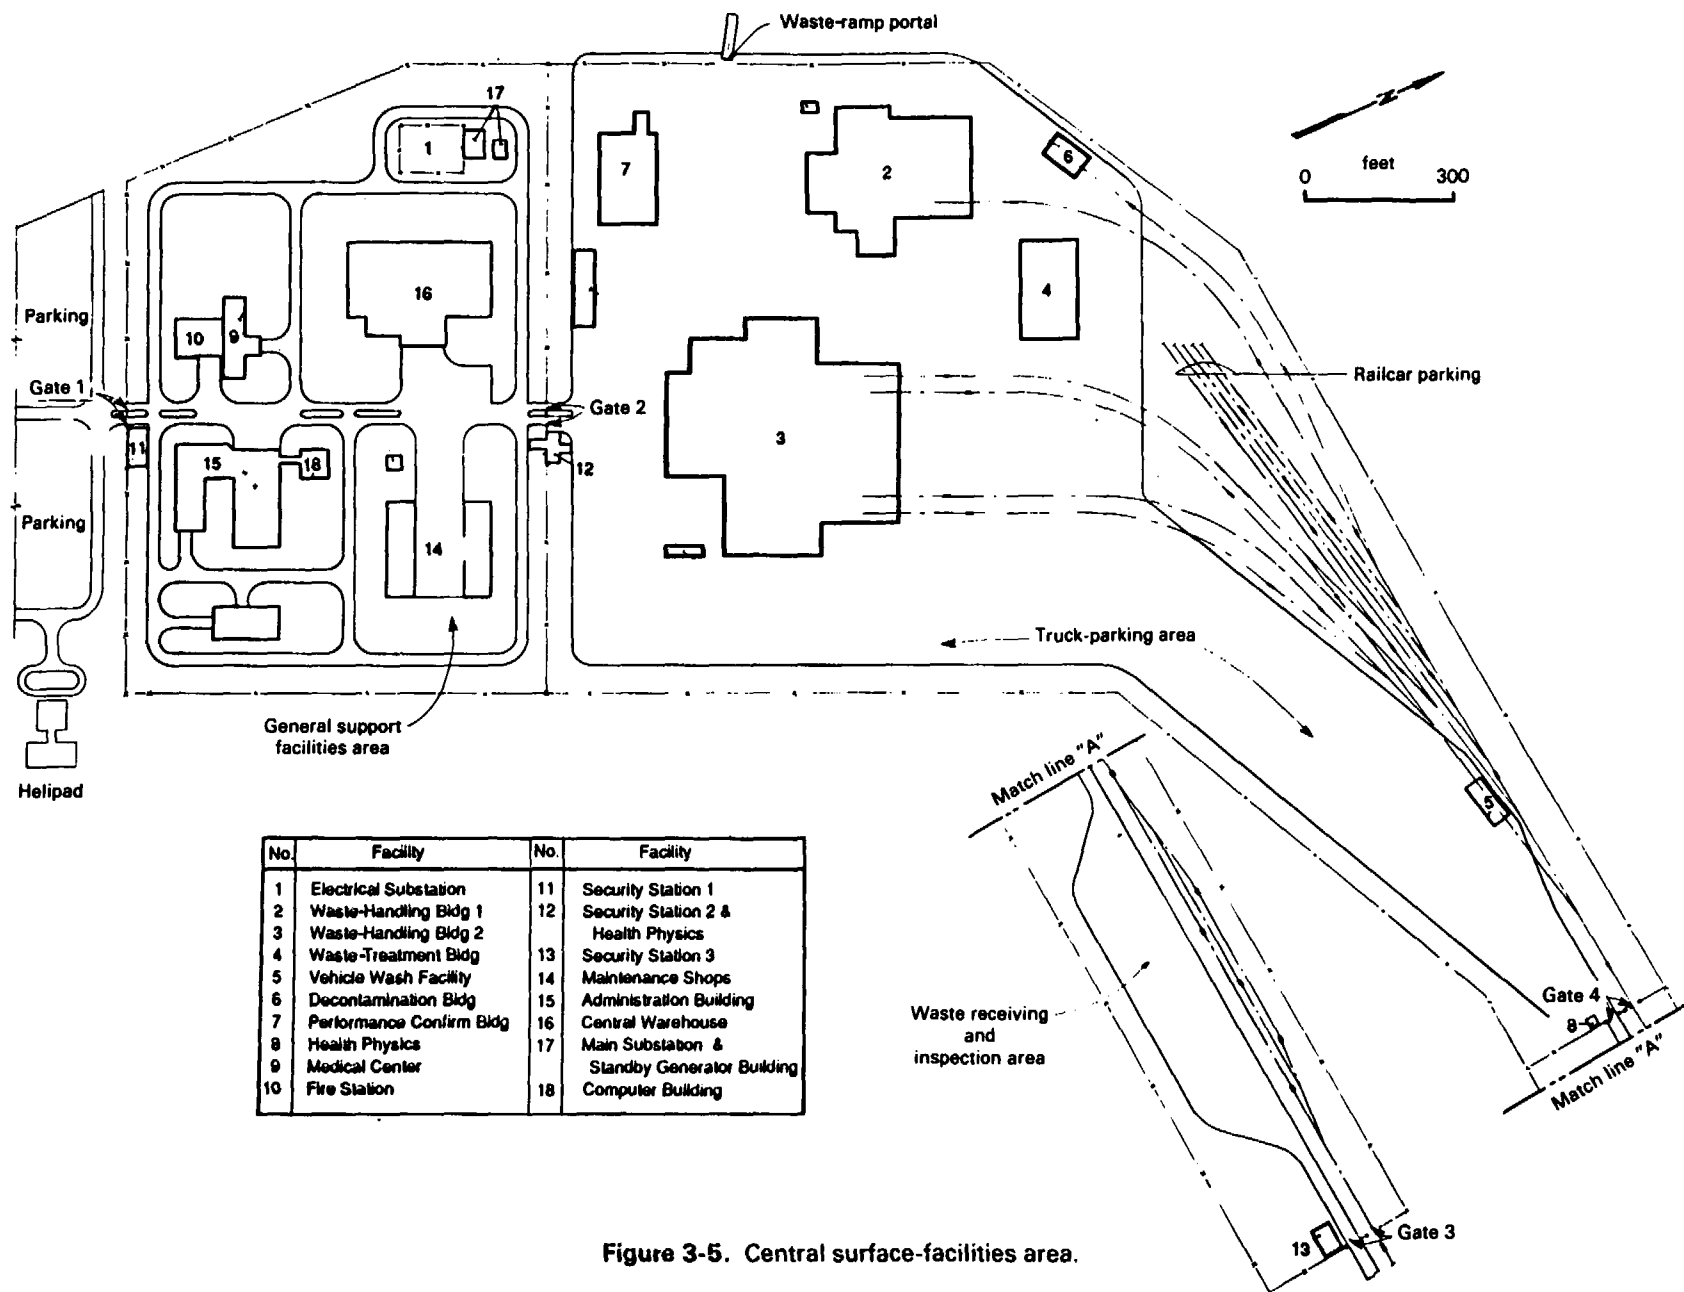 Waste-ramp portal
17
1
7
2
6
N
feet
0 300
16
4
Parking
10
9
Railcar parking
Gate 1
Gate 2
3
11
15
18
12
Parking
14
Truck-parking area
General support
facilities area
Helipad
Match line "A"
5
No. Facility No. Facility
1 Electrical Substation 11 Security Station 1
2 Waste-Handling Bldg 1 12 Security Station 2 &
3 Waste-Handling Bldg 2 Health Physics
4 Waste-Treatment Bldg 13 Security Station 3
5 Vehicle Wash Facility 14 Maintenance Shops
6 Decontamination Bldg 15 Administration Building
7 Performance Confirm Bldg 16 Central Warehouse
8 Health Physics 17 Main Substation &
9 Medical Center Standby Generator Building
10 Fire Station 18 Computer Building
Waste receiving
and
inspection area
Gate 4
8
Match line "A"
13
Gate 3
Figure 3-5. Central surface-facilities area.